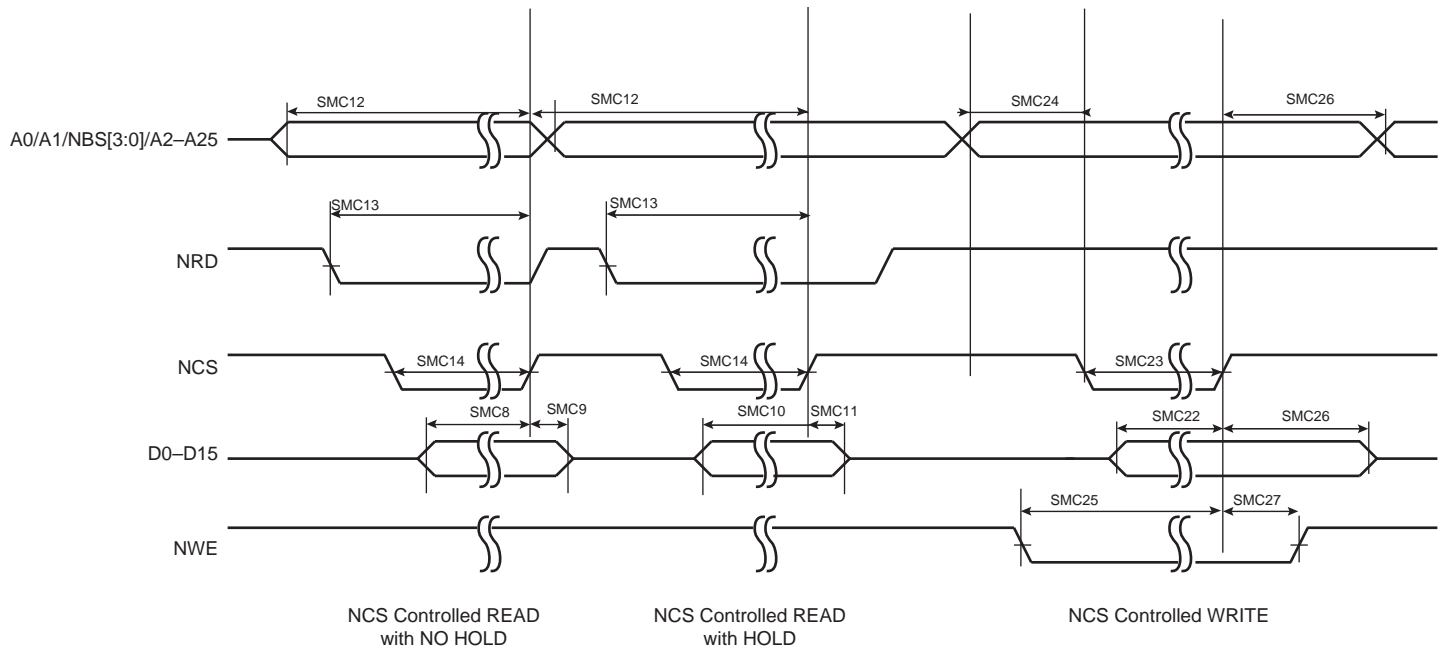 SMC12
SMC12
SMC24
SMC26
A0/A1/NBS[3:0]/A2–A25
SMC13
SMC13
NRD
SMC14
SMC14
SMC23
NCS
SMC8
SMC9
SMC10
SMC11
SMC22
SMC26
D0–D15
SMC25
SMC27
NWE
NCS Controlled READ
with NO HOLD
NCS Controlled READ
with HOLD
NCS Controlled WRITE